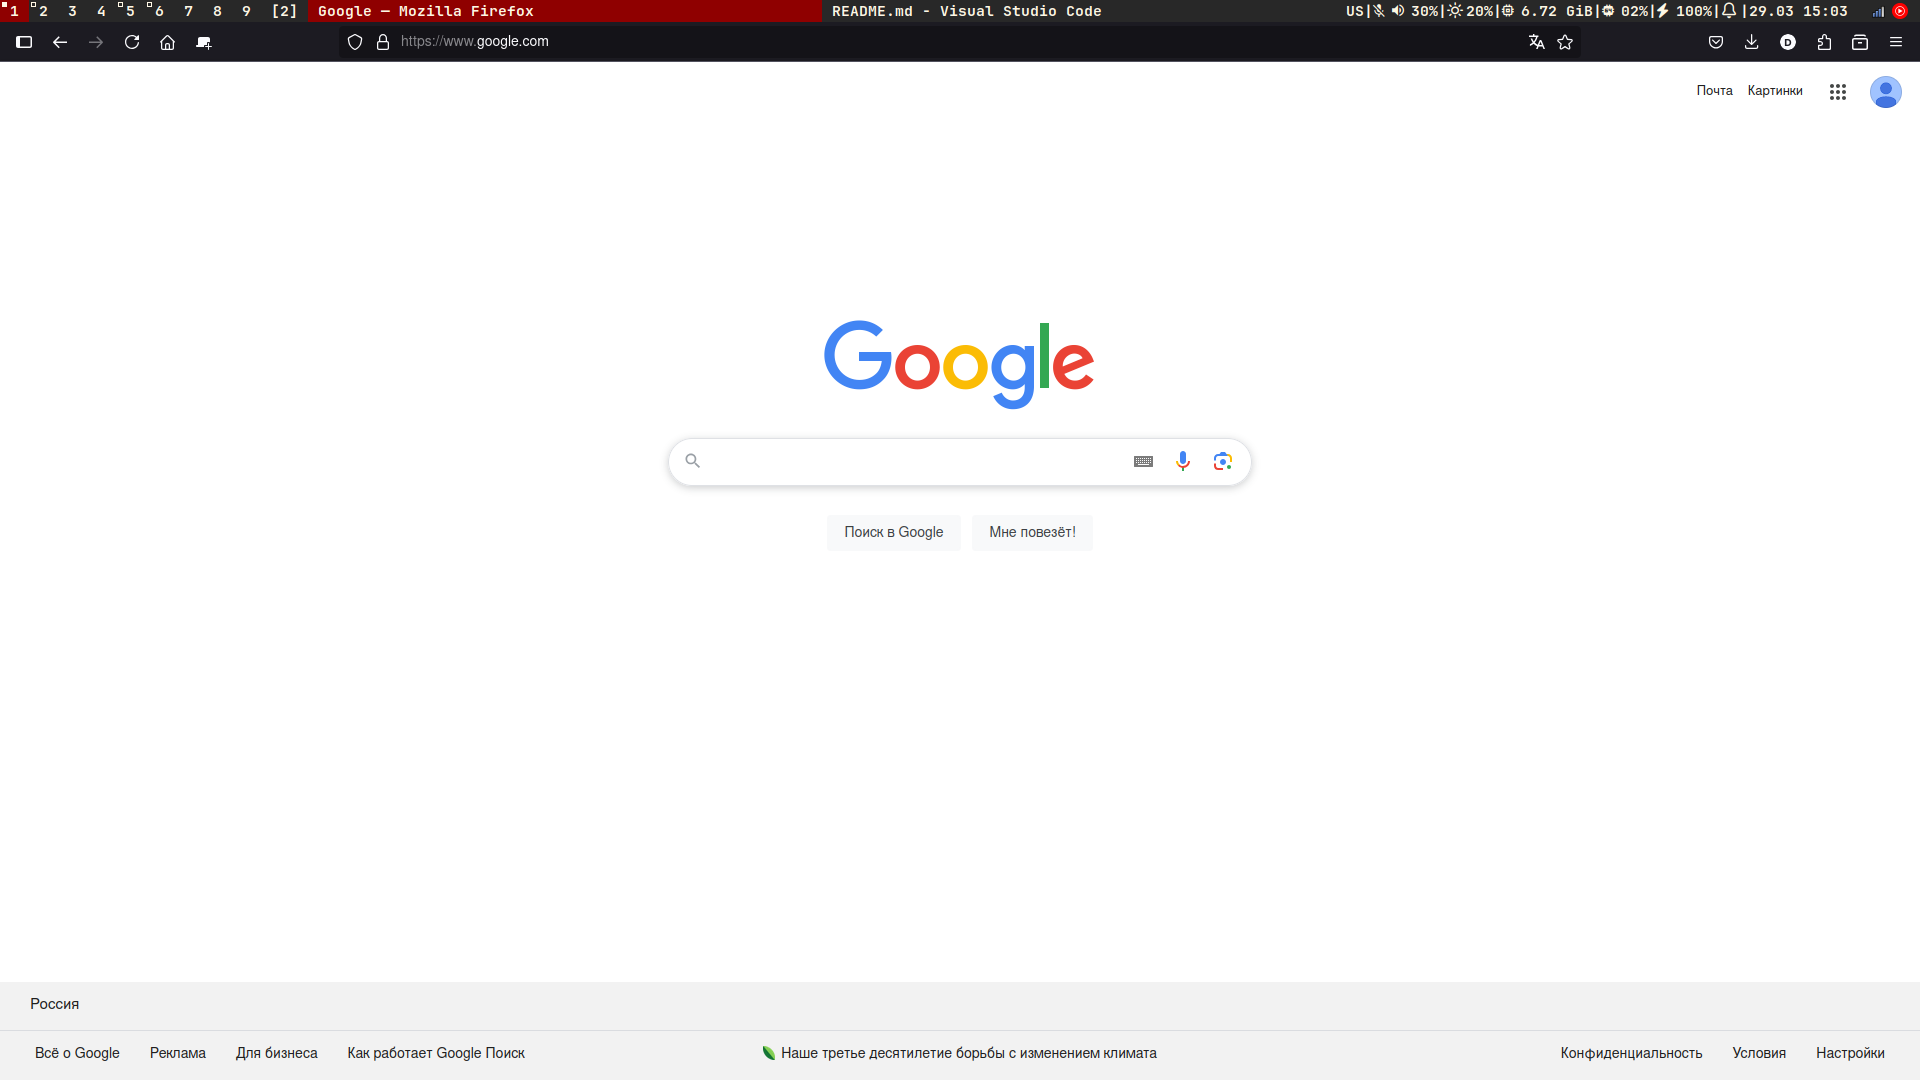 1 2 3 4 5 6 7 8 9 [2] Google — Mozilla Firefox README.md - Visual Studio Code US| 30%| 20%| 6.72 GiB| 02%| 100%| |29.03 15:03
https://www.google.com D
Почта Картинки
Google
Поиск в Google Мне повезёт!
Россия
Всё о Google Реклама Для бизнеса Как работает Google Поиск Наше третье десятилетие борьбы с изменением климата Конфиденциальность Условия Настройки